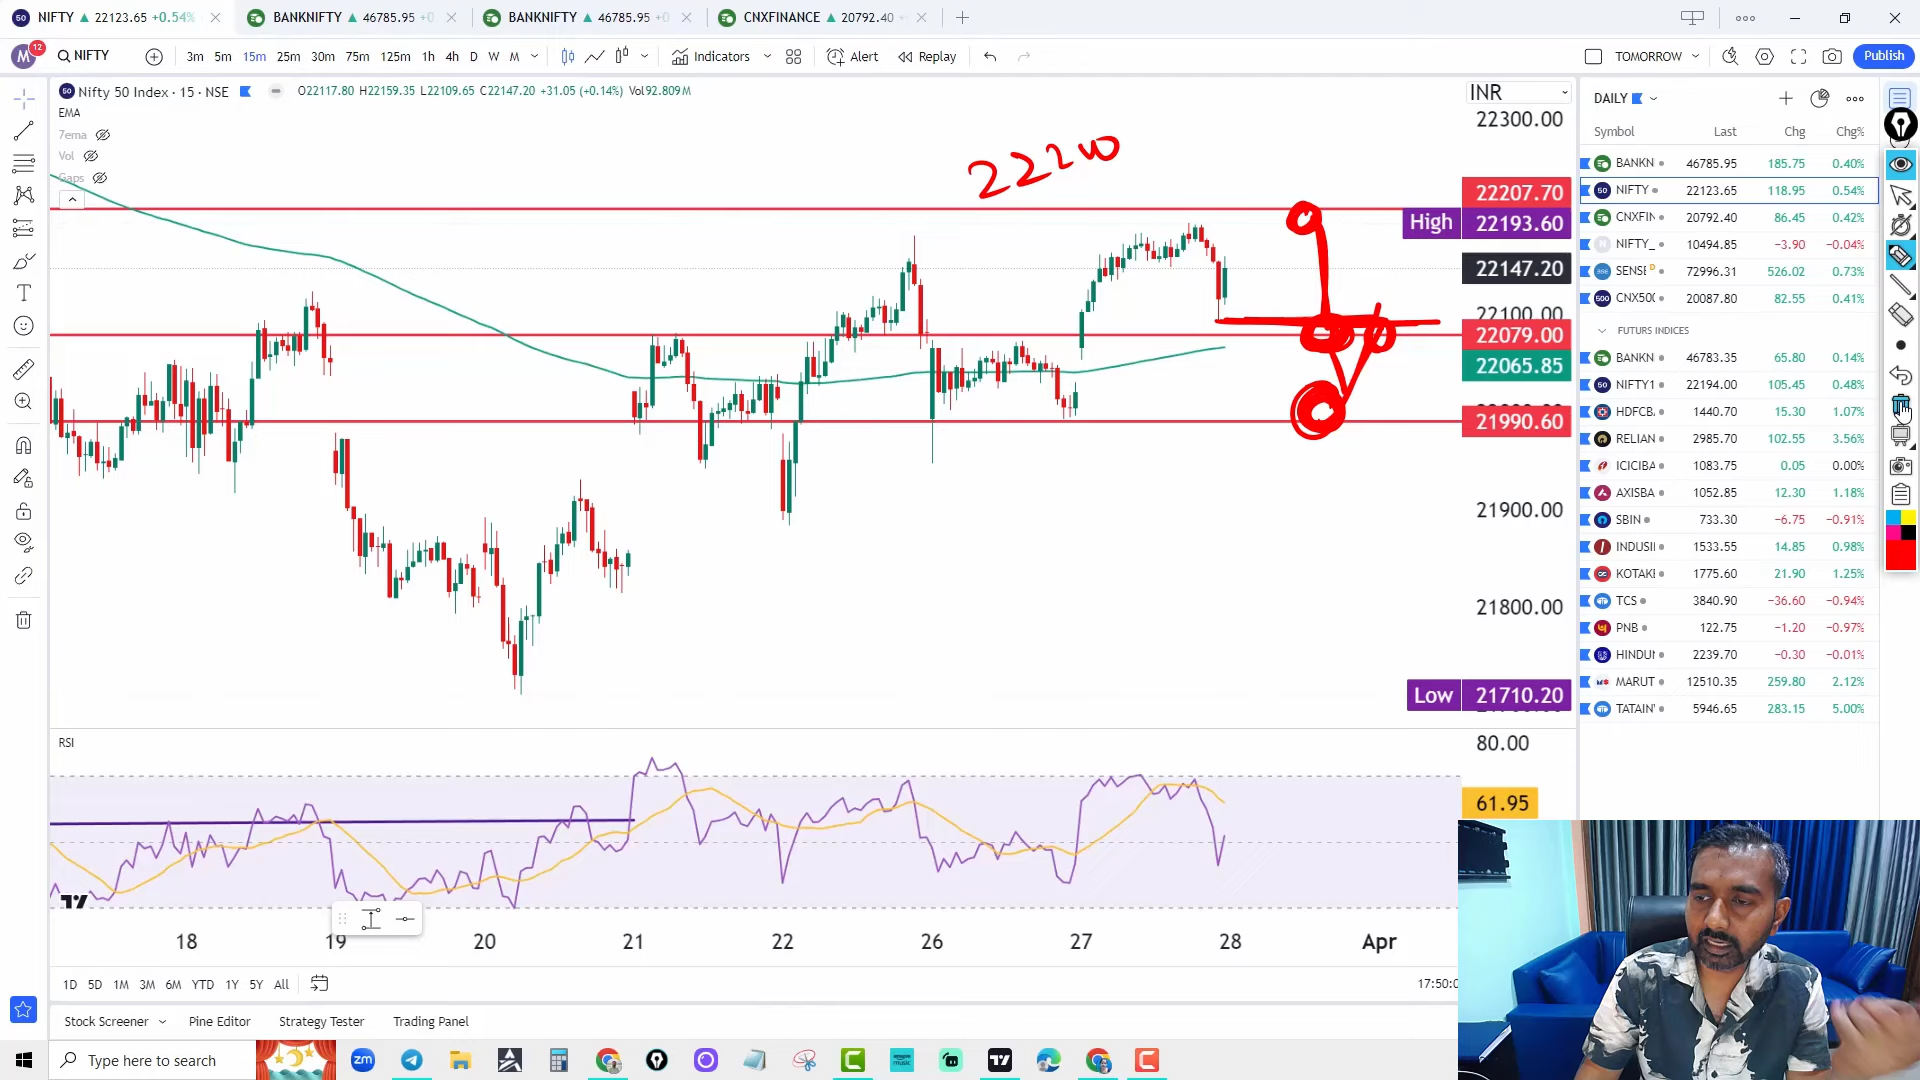 NIFTY ▲ 22123.65 +0.54%
BANKNIFTY ▲ 46785.95 +0
BANKNIFTY ▲ 46785.95 +0
CNXFINANCE ▲ 20792.40
M 12
NIFTY
3m 5m 15m 25m 30m 75m 125m 1h 4h D W M
Indicators
Alert
Replay
TOMORROW
Publish
Nifty 50 Index · 15 · NSE
O22117.80 H22159.35 L22109.65 C22147.20 +31.05 (+0.14%) Vol92.809M
EMA
7ema
Vol
Gaps
INR
22300.00
22207.70
High 22193.60
22147.20
22100.00
22079.00
22065.85
21990.60
21900.00
21800.00
Low 21710.20
RSI
80.00
61.95
18 19 20 21 22 26 27 28 Apr
1D 5D 1M 3M 6M YTD 1Y 5Y All
17:50:0
Stock Screener
Pine Editor
Strategy Tester
Trading Panel
DAILY
Symbol Last Chg Chg%
BANKN 46785.95 185.75 0.40%
NIFTY 22123.65 118.95 0.54%
CNXFIN 20792.40 86.45 0.42%
NIFTY_ 10494.85 −3.90 −0.04%
SENSE D 72996.31 526.02 0.73%
CNX50( 20087.80 82.55 0.41%
FUTURS INDICES
BANKN 46783.35 65.80 0.14%
NIFTY1 22194.00 105.45 0.48%
HDFCB 1440.70 15.30 1.07%
RELIAN 2985.70 102.55 3.56%
ICICIBA 1083.75 0.05 0.00%
AXISBA 1052.85 12.30 1.18%
SBIN 733.30 −6.75 −0.91%
INDUSII 1533.55 14.85 0.98%
KOTAKI 1775.60 21.90 1.25%
TCS 3840.90 −36.60 −0.94%
PNB 122.75 −1.20 −0.97%
HINDUI 2239.70 −0.30 −0.01%
MARUT 12510.35 259.80 2.12%
TATAIN 5946.65 283.15 5.00%
Type here to search
zm